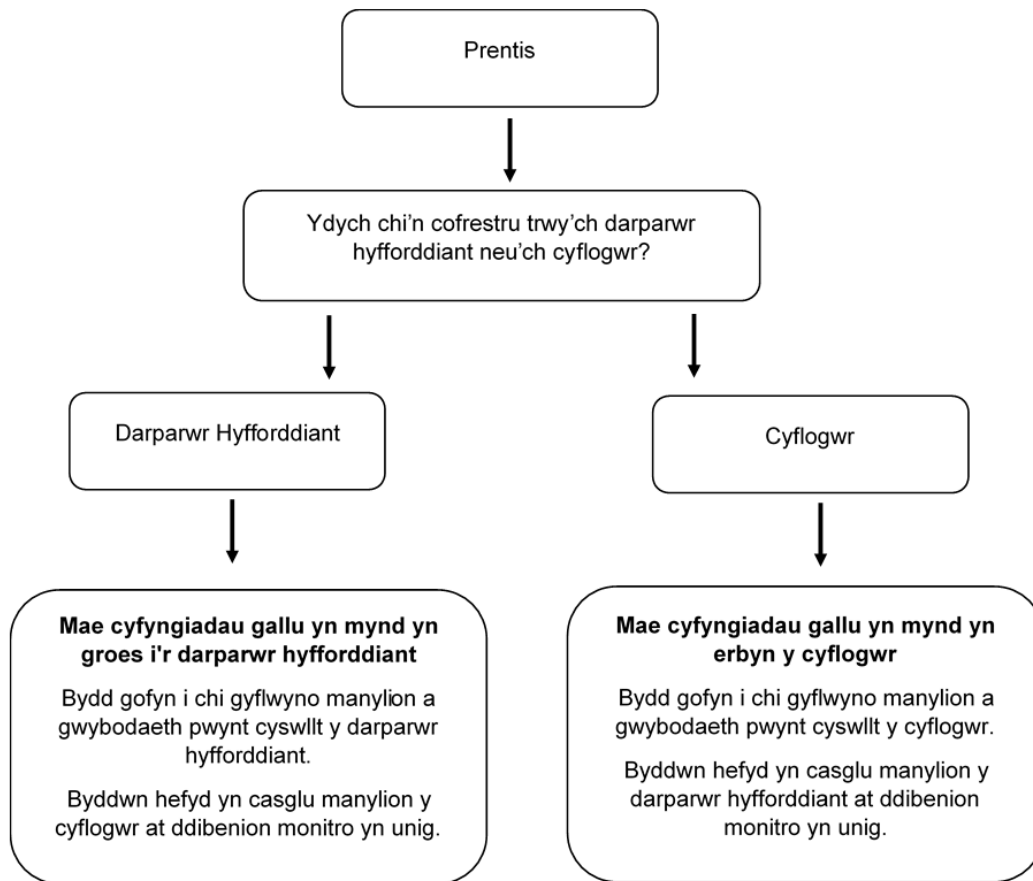 Prentis
Ydych chi'n cofrestru trwy'ch darparwr
hyfforddiant neu'ch cyflogwr?
Darparwr Hyfforddiant
Cyflogwr
Mae cyfyngiadau gallu yn mynd yn
groes i'r darparwr hyfforddiant
Bydd gofyn i chi gyflwyno manylion a
gwybodaeth pwynt cyswllt y darparwr
hyfforddiant.
Byddwn hefyd yn casglu manylion y
cyflogwr at ddibenion monitro yn unig.
Mae cyfyngiadau gallu yn mynd yn
erbyn y cyflogwr
Bydd gofyn i chi gyflwyno manylion a
gwybodaeth pwynt cyswllt y cyflogwr.
Byddwn hefyd yn casglu manylion y
darparwr hyfforddiant at ddibenion
monitro yn unig.